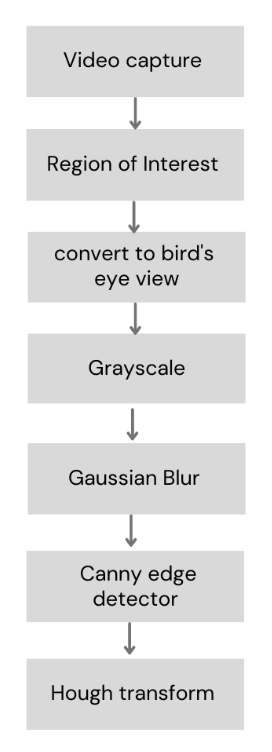 Video capture
Region of Interest
convert to bird's
eye view
Grayscale
Gaussian Blur
Canny edge
detector
Hough transform